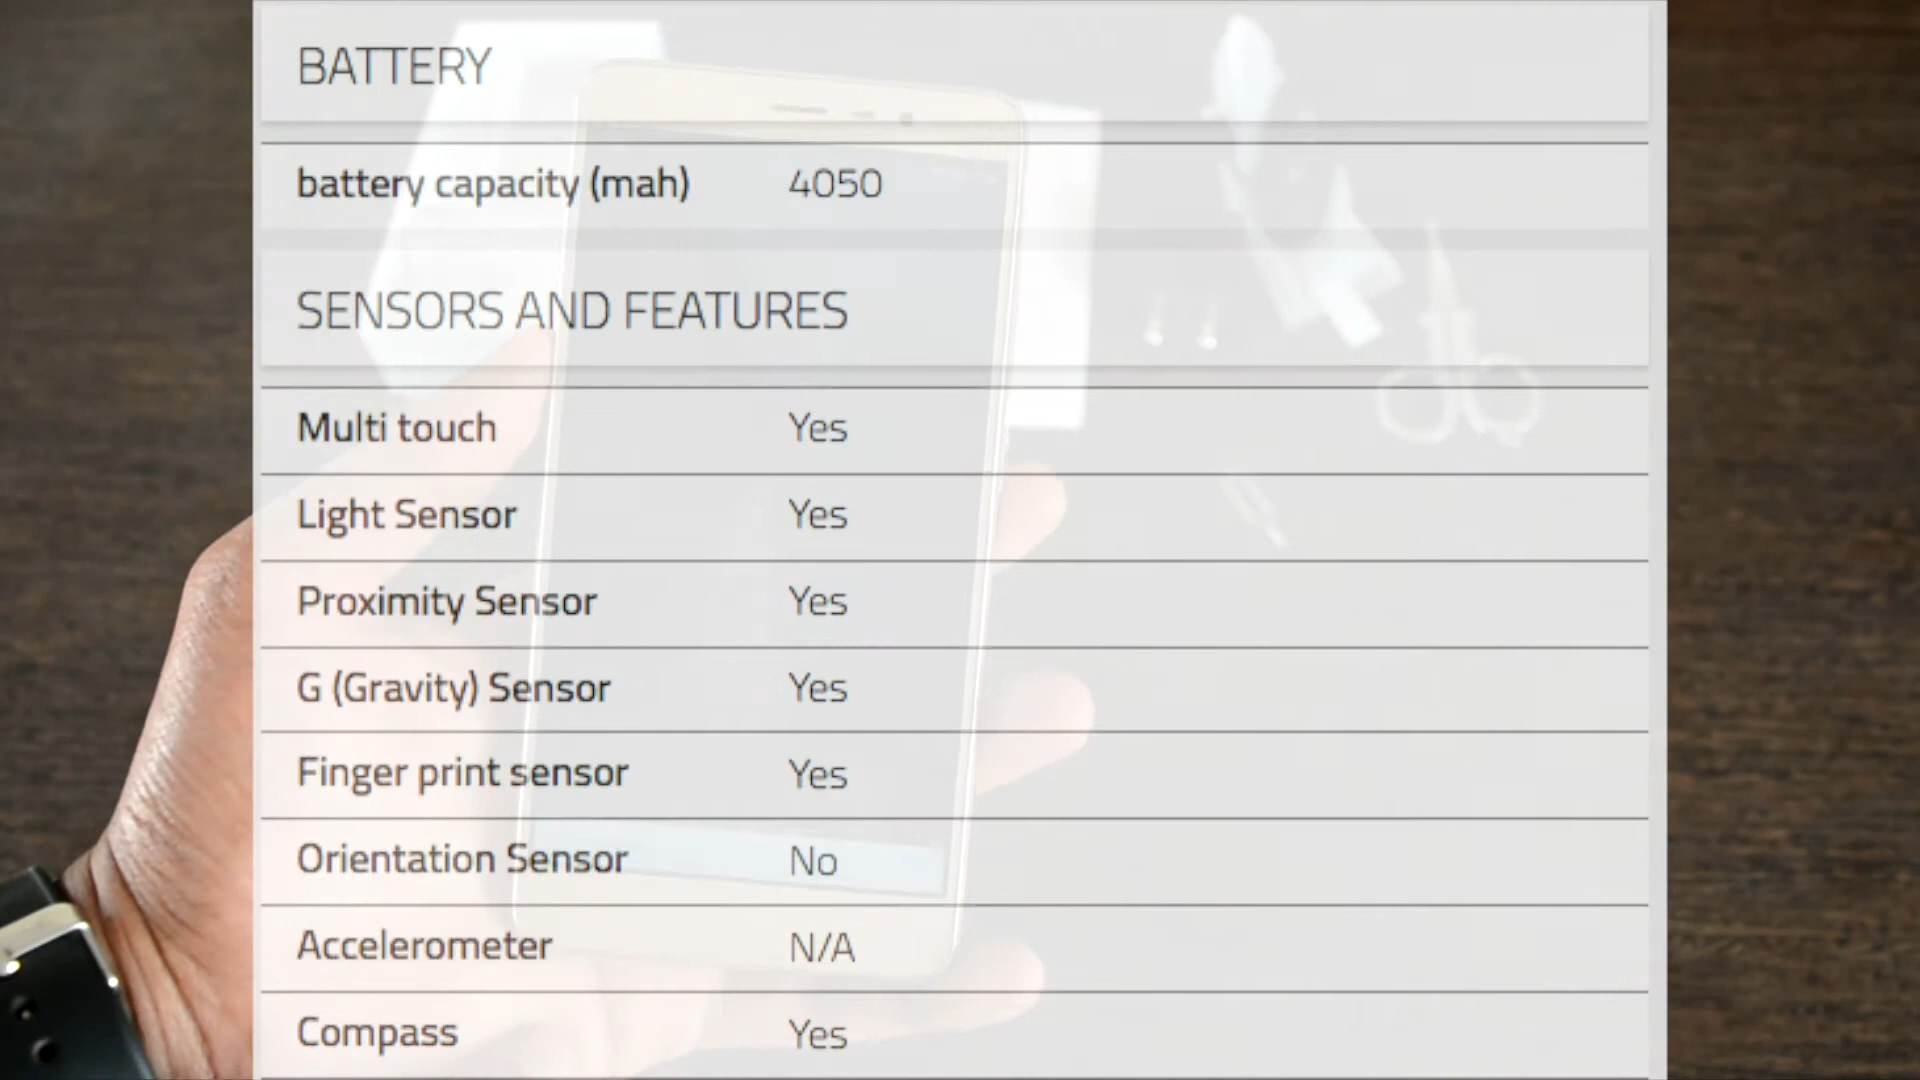 BATTERY
battery capacity (mah) 4050
SENSORS AND FEATURES
Multi touch Yes
Light Sensor Yes
Proximity Sensor Yes
G (Gravity) Sensor Yes
Finger print sensor Yes
Orientation Sensor No
Accelerometer N/A
Compass Yes